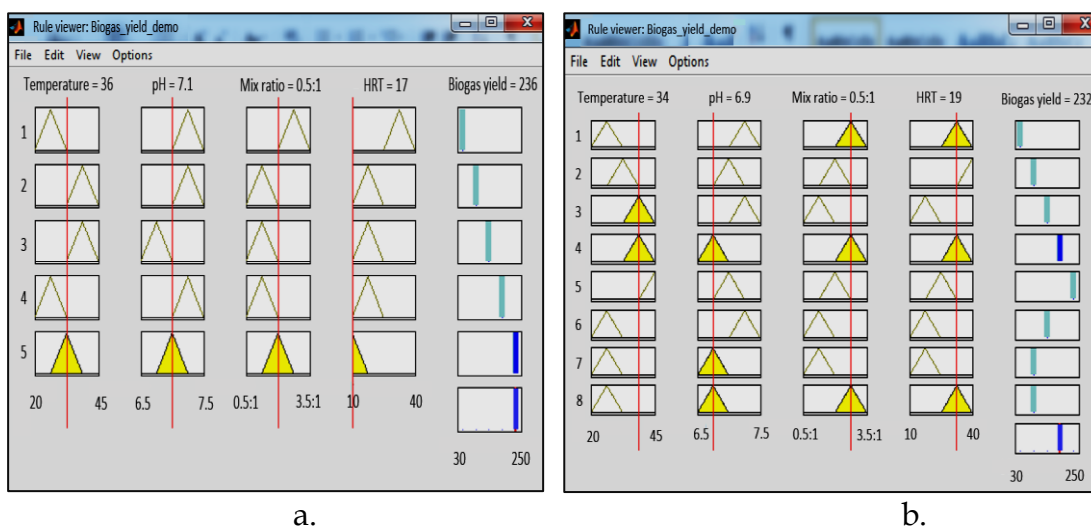 Rule viewer: Biogas_yield_demo
File Edit View Options
Temperature = 36 pH = 7.1 Mix ratio = 0.5:1 HRT = 17 Biogas yield = 236
1
2
3
4
5
20 45 6.5 7.5 0.5:1 3.5:1 10 40
30 250
a.
Rule viewer: Biogas_yield_demo
File Edit View Options
Temperature = 34 pH = 6.9 Mix ratio = 0.5:1 HRT = 19 Biogas yield = 232
1
2
3
4
5
6
7
8
20 45 6.5 7.5 0.5:1 3.5:1 10 40
30 250
b.